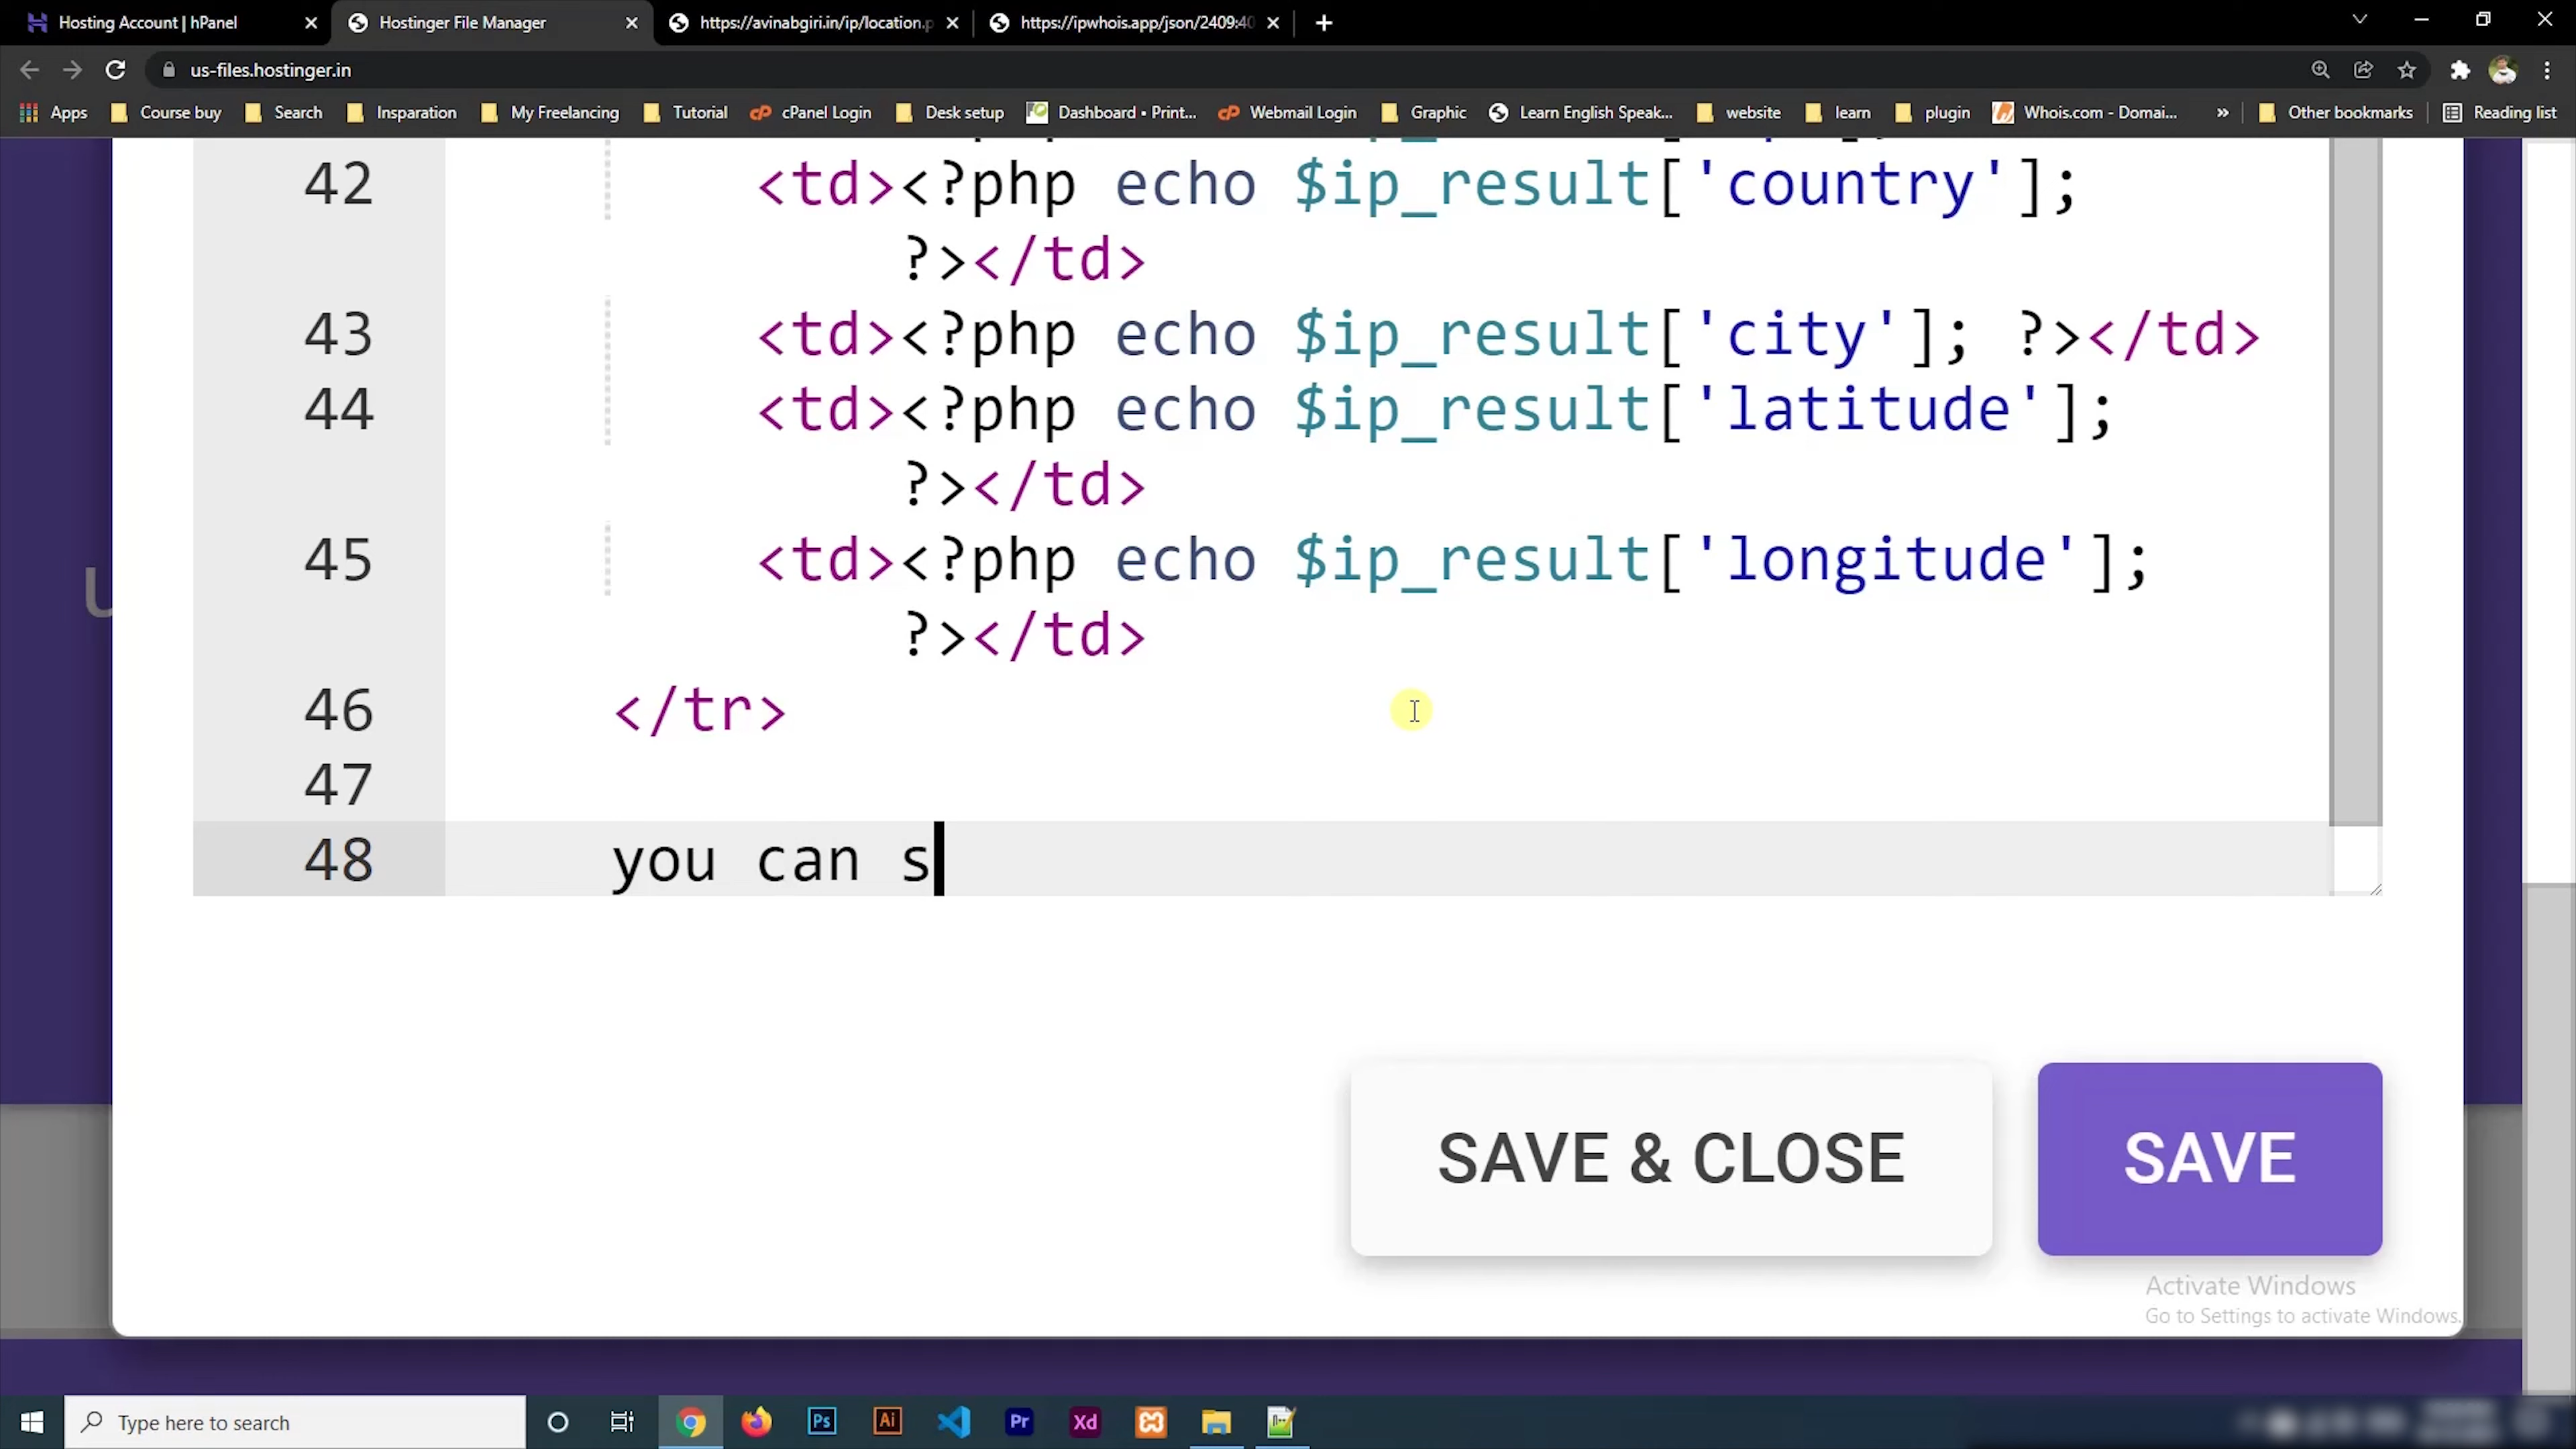 Hosting Account | hPanel
Hostinger File Manager
https://avinabgiri.in/ip/location.p
https://ipwhois.app/json/2409:40
us-files.hostinger.in
Apps
Course buy
Search
Insparation
My Freelancing
Tutorial
cPanel Login
Desk setup
Dashboard • Print...
Webmail Login
Graphic
Learn English Speak...
website
learn
plugin
Whois.com - Domai...
»
Other bookmarks
Reading list
42 <td><?php echo $ip_result['country'];
?></td>
43 <td><?php echo $ip_result['city']; ?></td>
44 <td><?php echo $ip_result['latitude'];
?></td>
45 <td><?php echo $ip_result['longitude'];
?></td>
46 </tr>
47
48 you can s
SAVE & CLOSE
SAVE
Activate Windows
Go to Settings to activate Windows.
Type here to search
Ps
Ai
Pr
Xd